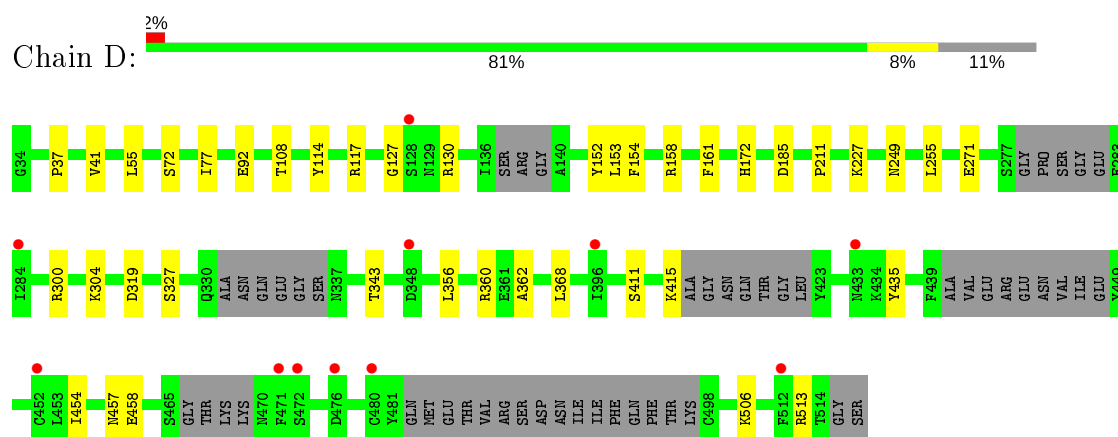 2%
Chain D:
81% 8% 11%
G34 P37 V41 L55 S72 I77 E92 T108 Y114 R117 G127 S128 N129 R130 I136 SER ARG GLY A140 Y152 L153 F154 R158 F161 H172 D185 P211 K227 N249 L255 E271 S277 GLY PRO SER GLY GLU
I284 R300 K304 D319 S327 Q330 ALA ASN GLN GLU GLY SER N337 T343 D348 L356 R360 E361 A362 L368 I396 S411 K415 ALA GLY ASN GLN THR GLY LEU Y423 N433 K434 Y435 F439 ALA VAL GLU ARG GLU ASN VAL ILE GLU
C452 L453 I454 N457 E458 S465 GLY THR LYS LYS N470 F471 S472 D476 C480 Y481 GLN MET GLU THR VAL ARG SER ASP ASN ILE ILE PHE GLN PHE THR LYS C498 K506 F512 R513 T514 GLY SER